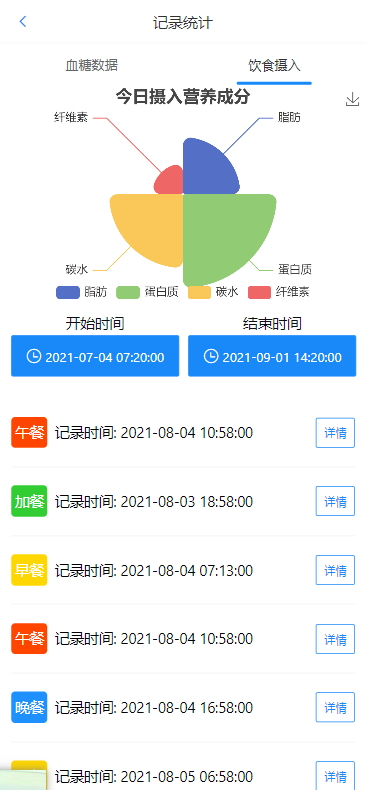 记录统计
血糖数据
饮食摄入
今日摄入营养成分
纤维素
脂肪
碳水
蛋白质
脂肪 蛋白质 碳水 纤维素
开始时间
结束时间
2021-07-04 07:20:00
2021-09-01 14:20:00
午餐 记录时间: 2021-08-04 10:58:00 详情
加餐 记录时间: 2021-08-03 18:58:00 详情
早餐 记录时间: 2021-08-04 07:13:00 详情
午餐 记录时间: 2021-08-04 10:58:00 详情
晚餐 记录时间: 2021-08-04 16:58:00 详情
记录时间: 2021-08-05 06:58:00 详情